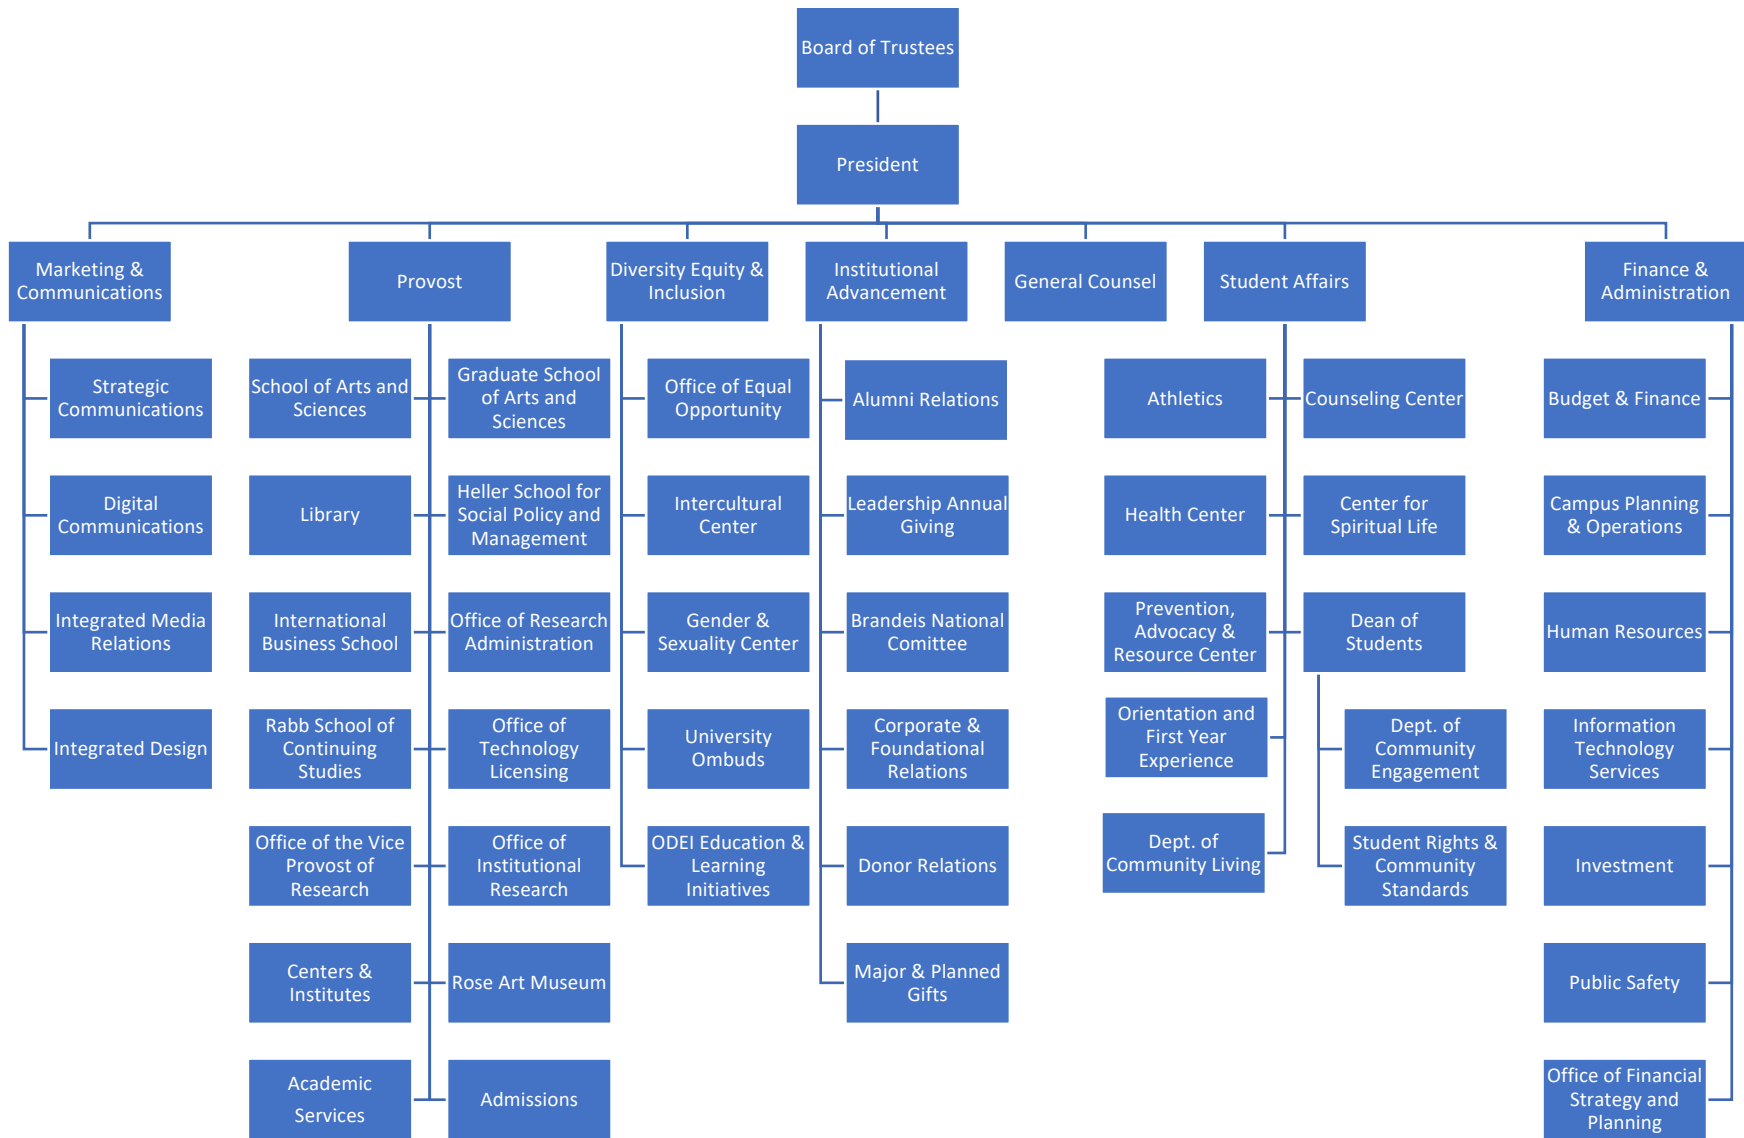 Board of Trustees
President
Marketing &
Communications
Provost
Diversity Equity &
Inclusion
Institutional
Advancement
General Counsel
Student Affairs
Finance &
Administration
Strategic
Communications
School of Arts and
Sciences
Graduate School
of Arts and
Sciences
Office of Equal
Opportunity
Alumni Relations
Athletics
Counseling Center
Budget & Finance
Digital
Communications
Library
Heller School for
Social Policy and
Management
Intercultural
Center
Leadership Annual
Giving
Health Center
Center for
Spiritual Life
Campus Planning
& Operations
Integrated Media
Relations
International
Business School
Office of Research
Administration
Gender &
Sexuality Center
Brandeis National
Comittee
Prevention,
Advocacy &
Resource Center
Dean of
Students
Human Resources
Integrated Design
Rabb School of
Continuing
Studies
Office of
Technology
Licensing
University
Ombuds
Corporate &
Foundational
Relations
Orientation and
First Year
Experience
Dept. of
Community
Engagement
Information
Technology
Services
Office of the Vice
Provost of
Research
Office of
Institutional
Research
ODEI Education &
Learning
Initiatives
Donor Relations
Dept. of
Community Living
Student Rights &
Community
Standards
Investment
Centers &
Institutes
Rose Art Museum
Major & Planned
Gifts
Public Safety
Academic
Services
Admissions
Office of Financial
Strategy and
Planning